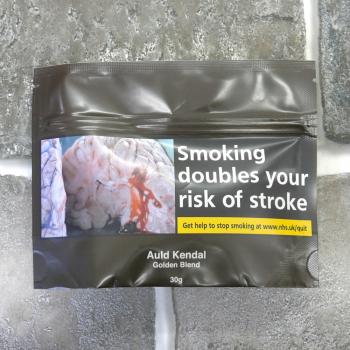 Smoking
doubles your
risk of stroke
Get help to stop smoking at www.nhs.uk/quit
Auld Kendal
Golden Blend
30g